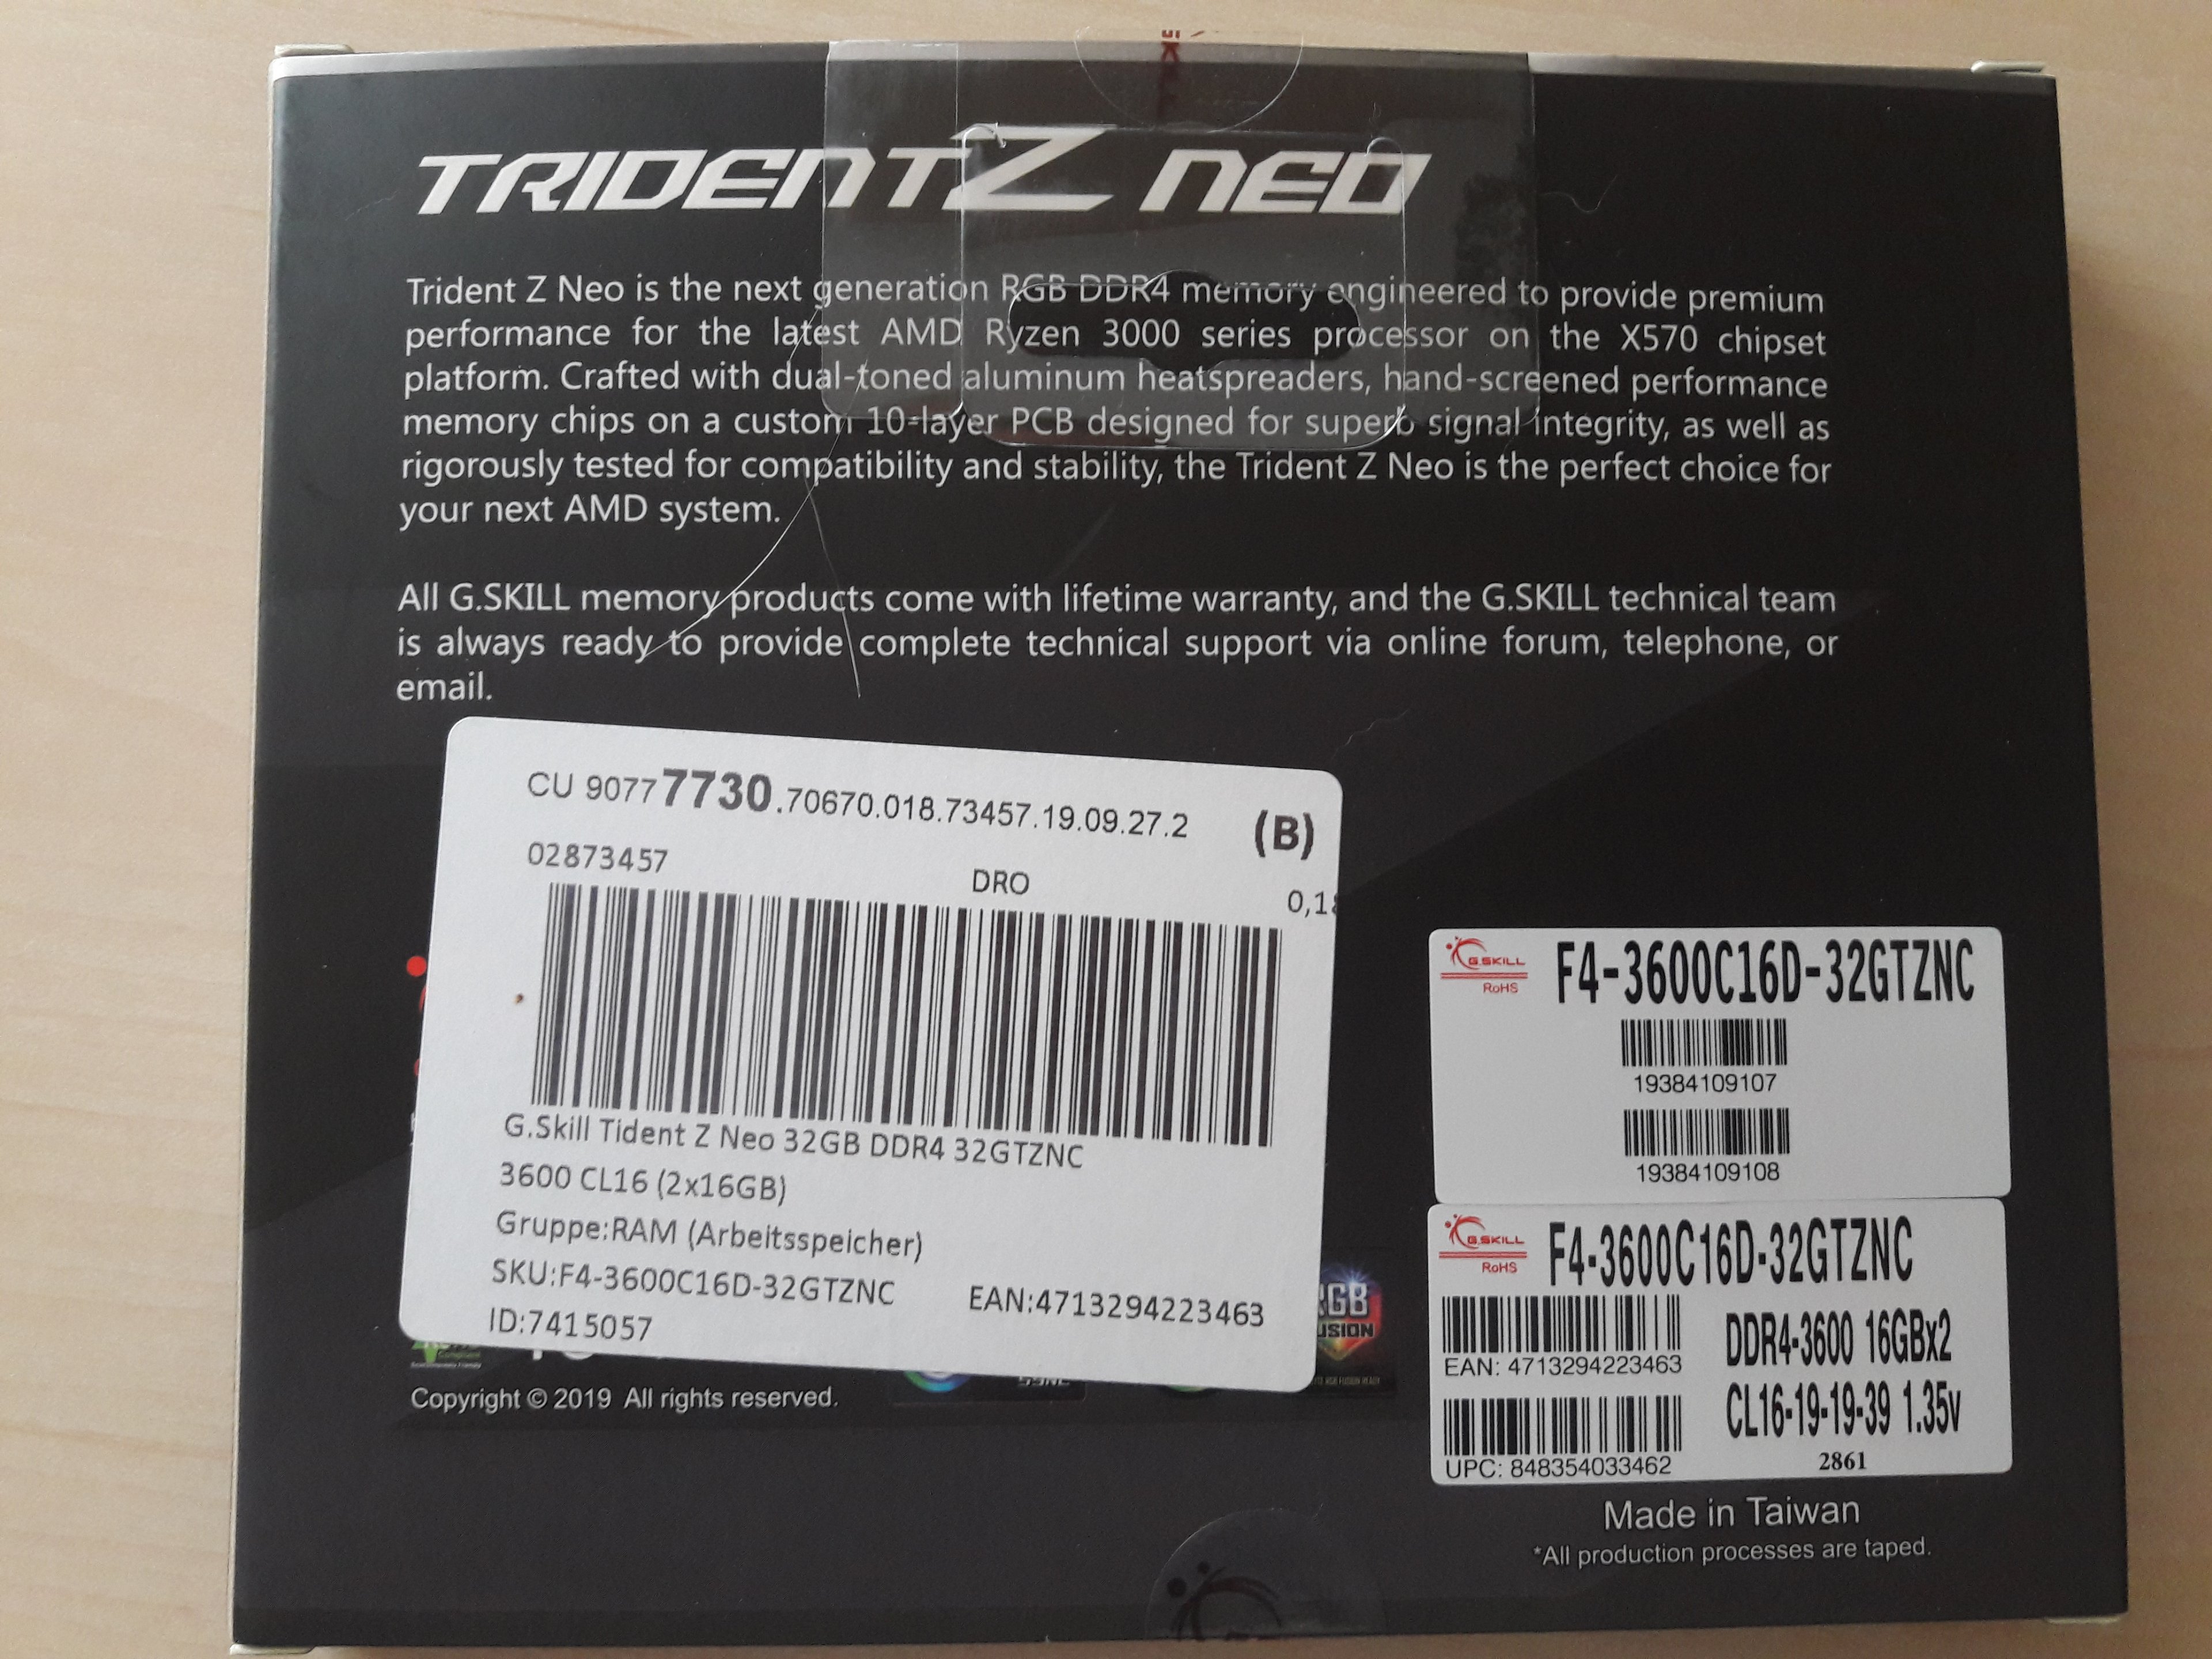 TRIDENTZ NEO
Trident Z Neo is the next generation RGB DDR4 memory engineered to provide premium
performance for the latest AMD Ryzen 3000 series processor on the X570 chipset
platform. Crafted with dual-toned aluminum heatspreaders, hand-screened performance
memory chips on a custom 10-layer PCB designed for superb signal integrity, as well as
rigorously tested for compatibility and stability, the Trident Z Neo is the perfect choice for
your next AMD system.
All G.SKILL memory products come with lifetime warranty, and the G.SKILL technical team
is always ready to provide complete technical support via online forum, telephone, or
email.
CU 90777730.70670.018.73457.19.09.27.2
(B)
02873457
DRO
0,18
G.Skill Tident Z Neo 32GB DDR4 32GTZNC
3600 CL16 (2x16GB)
Gruppe:RAM (Arbeitsspeicher)
SKU:F4-3600C16D-32GTZNC EAN:4713294223463
ID:7415057
RGB
FUSION
Copyright © 2019 All rights reserved.
G.SKILL
RoHS
F4-3600C16D-32GTZNC
19384109107
19384109108
G.SKILL
RoHS
F4-3600C16D-32GTZNC
EAN: 4713294223463
UPC: 848354033462
DDR4-3600 16GBx2
CL16-19-19-39 1.35v
2861
Made in Taiwan
*All production processes are taped.